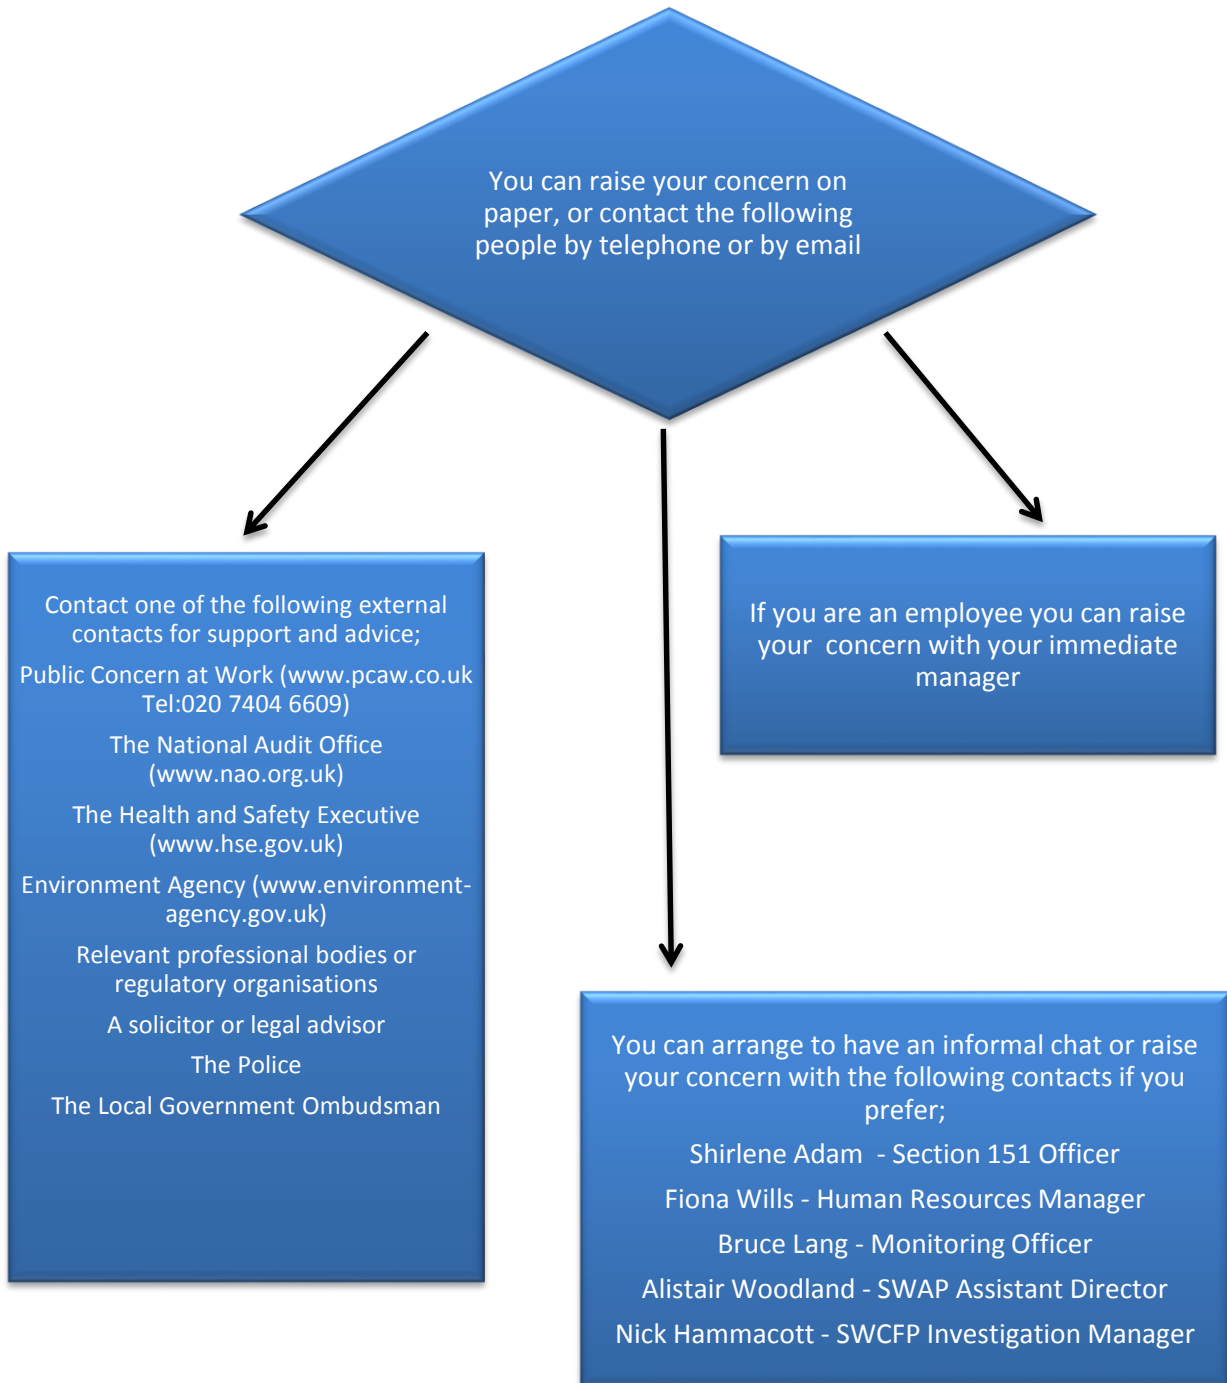 You can raise your concern on
paper, or contact the following
people by telephone or by email
Contact one of the following external
contacts for support and advice;
Public Concern at Work (www.pcaw.co.uk
Tel:020 7404 6609)
The National Audit Office
(www.nao.org.uk)
The Health and Safety Executive
(www.hse.gov.uk)
Environment Agency (www.environment-
agency.gov.uk)
Relevant professional bodies or
regulatory organisations
A solicitor or legal advisor
The Police
The Local Government Ombudsman
If you are an employee you can raise
your concern with your immediate
manager
You can arrange to have an informal chat or raise
your concern with the following contacts if you
prefer;
Shirlene Adam - Section 151 Officer
Fiona Wills - Human Resources Manager
Bruce Lang - Monitoring Officer
Alistair Woodland - SWAP Assistant Director
Nick Hammacott - SWCFP Investigation Manager